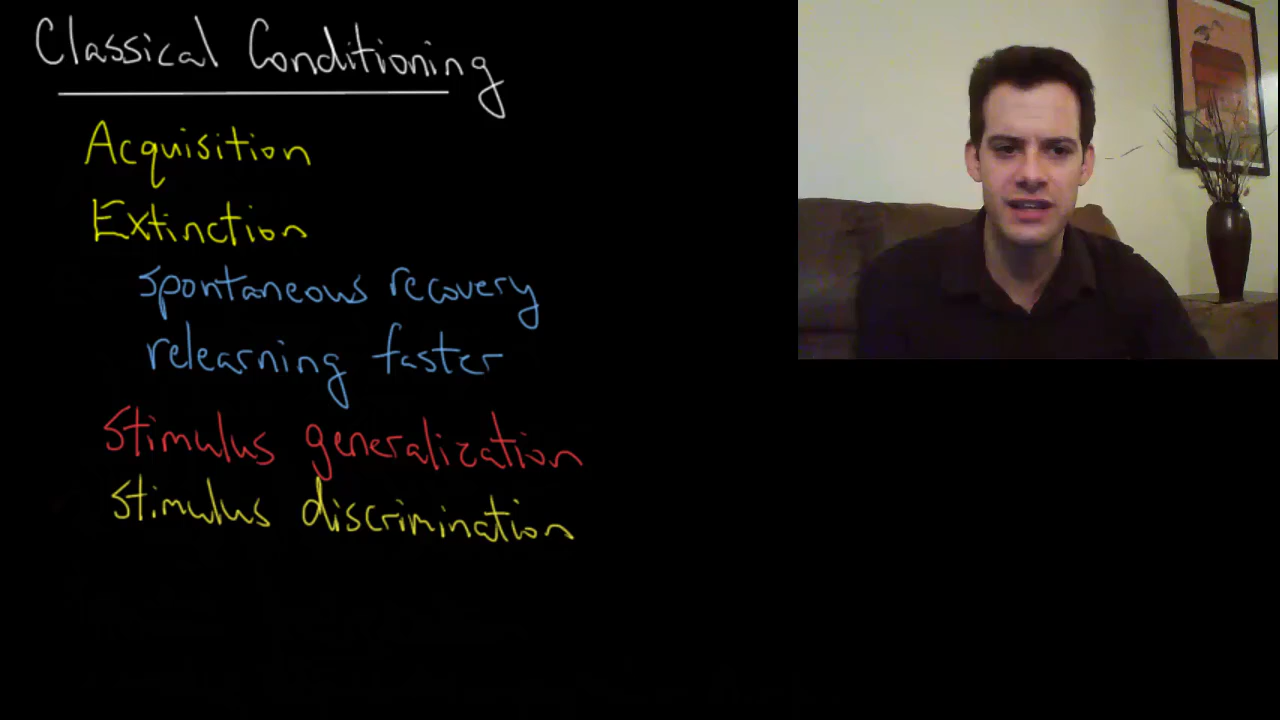 Classical Conditioning
Acquisition
Extinction
spontaneous recovery
relearning faster
stimulus generalization
stimulus discrimination